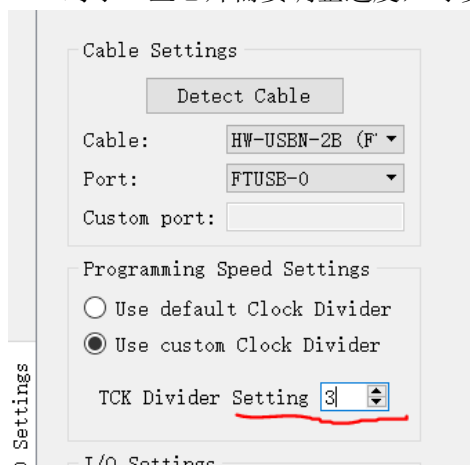 Cable Settings
Detect Cable
Cable: HW-USBN-2B (F
Port: FTUSB-0
Custom port:
Programming Speed Settings
Use default Clock Divider
Use custom Clock Divider
TCK Divider Setting 3
I/O Settings
Settings